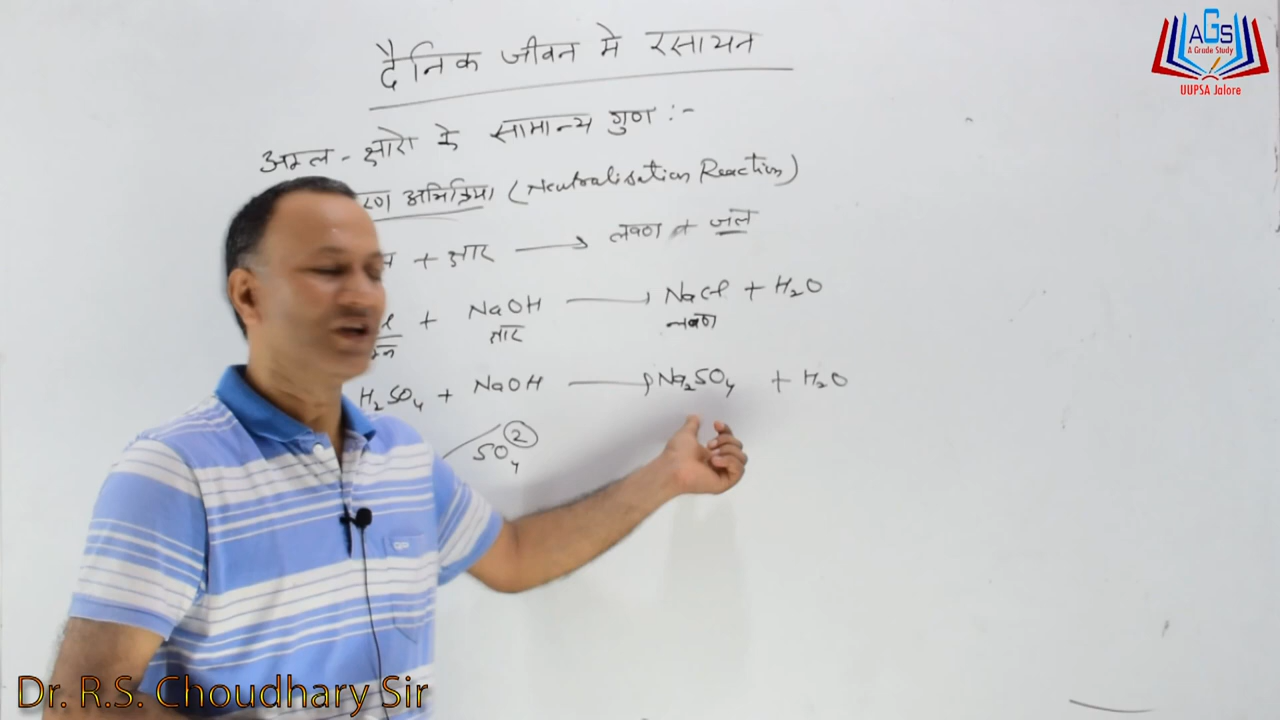 AGS
A Grade Study
UUPSA Jalore
दैनिक जीवन मे रसायन
अम्ल - क्षारो के सामान्य गुण :-
अभिक्रिया (Neutralisation Reaction)
+ क्षार → लवण + जल
+ NaOH → NaCl + H₂O
लवण
H₂SO₄ + NaOH → Na₂SO₄ + H₂O
SO₄ 2
Dr. R.S. Choudhary Sir